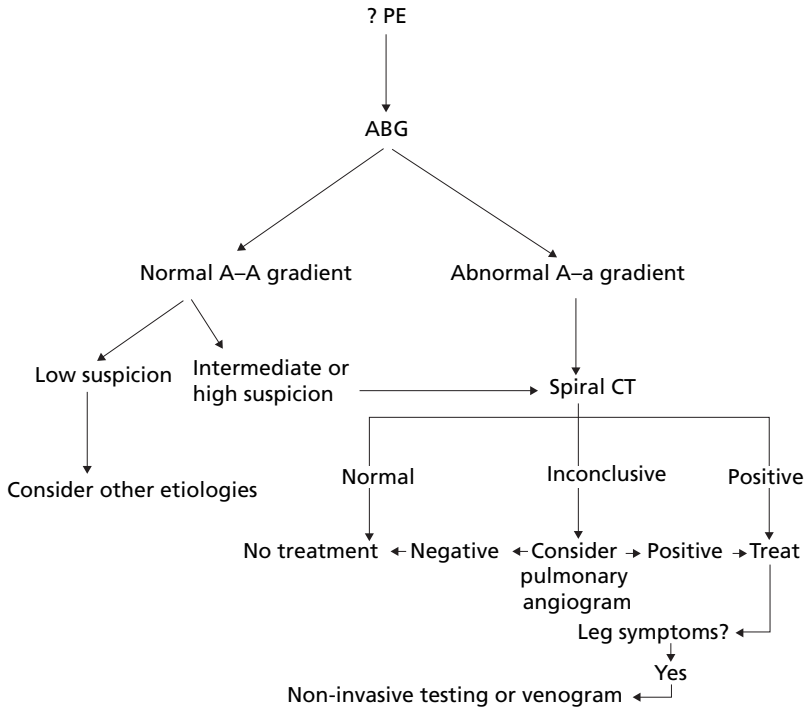 ? PE
ABG
Normal A–A gradient
Abnormal A–a gradient
Low suspicion
Intermediate or
high suspicion
Spiral CT
Consider other etiologies
Normal
Inconclusive
Positive
No treatment
Negative
Consider
pulmonary
angiogram
Positive
Treat
Leg symptoms?
Yes
Non-invasive testing or venogram